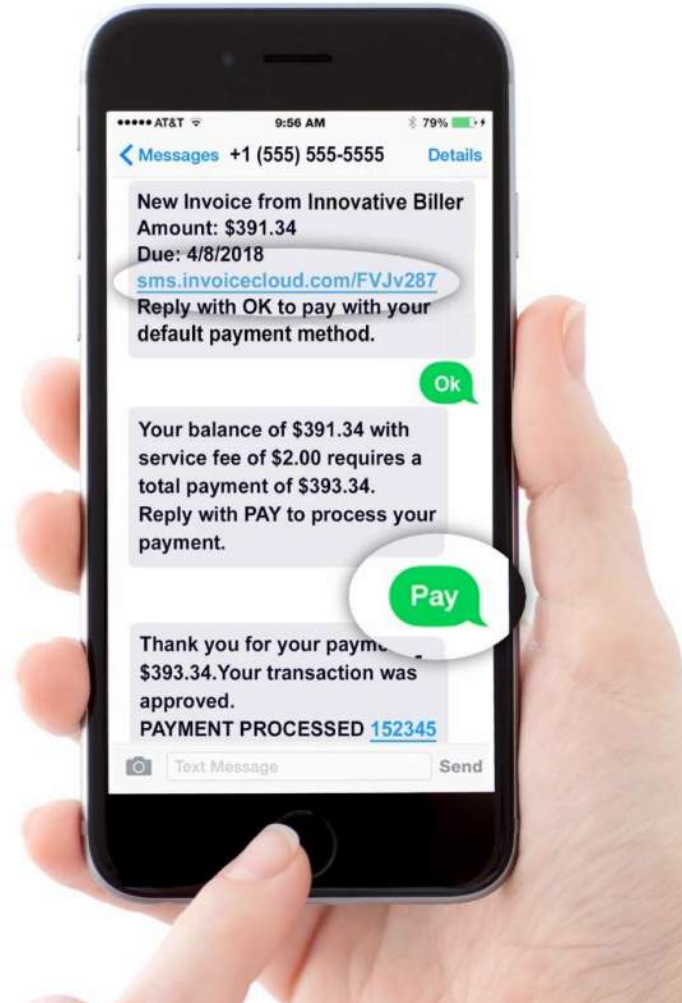 AT&T 9:56 AM 79%
Messages +1 (555) 555-5555 Details
New Invoice from Innovative Biller
Amount: $391.34
Due: 4/8/2018
sms.invoicecloud.com/FVJv287
Reply with OK to pay with your
default payment method.
Ok
Your balance of $391.34 with
service fee of $2.00 requires a
total payment of $393.34.
Reply with PAY to process your
payment.
Pay
Thank you for your
$393.34.Your transaction was
approved.
PAYMENT PROCESSED 152345
Text Message Send